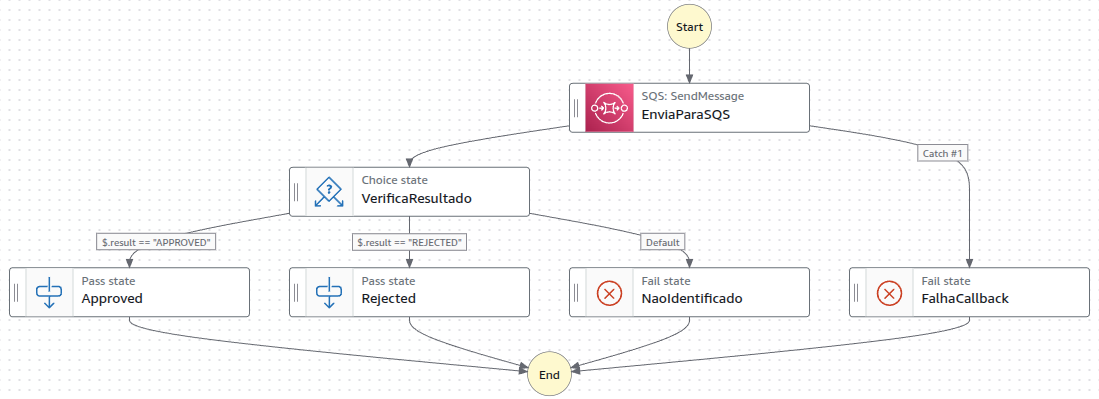 Start
SQS: SendMessage
EnviaParaSQS
Catch #1
Choice state
VerificaResultado
$.result == "APPROVED"
$.result == "REJECTED"
Default
Pass state
Approved
Pass state
Rejected
Fail state
NaoIdentificado
Fail state
FalhaCallback
End